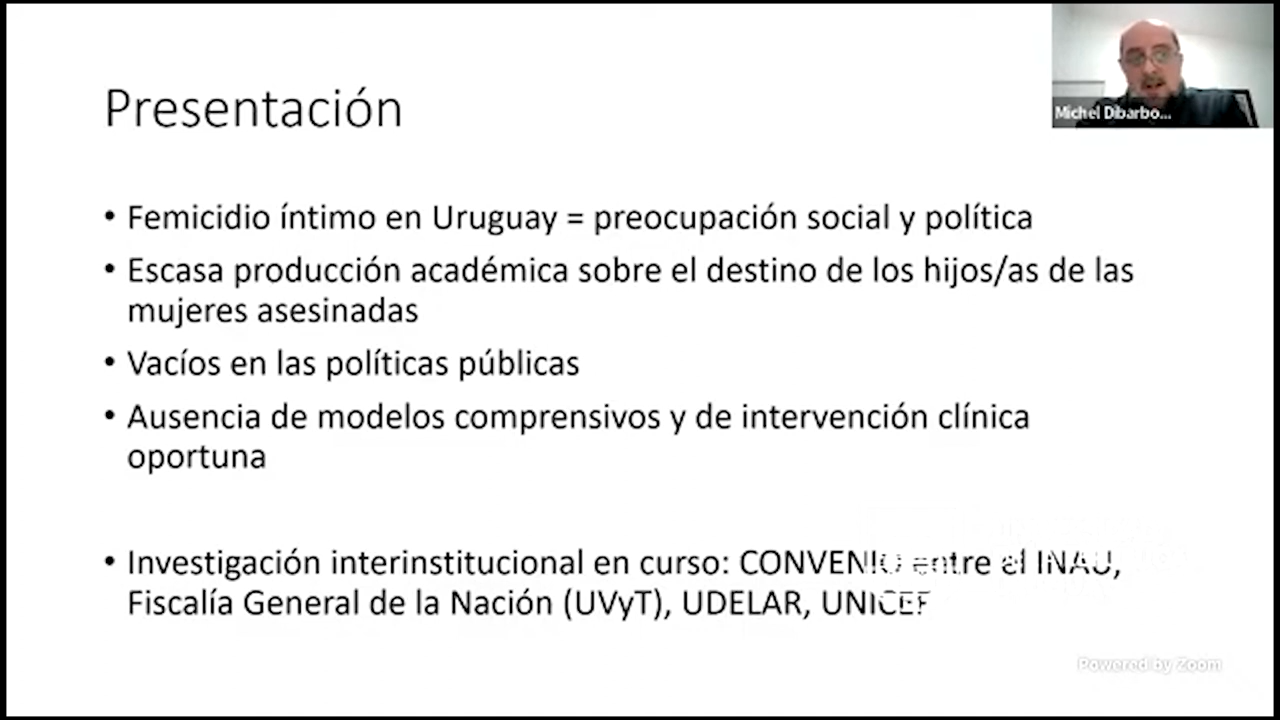 Presentación
Michel Dibarbo...
• Femicidio íntimo en Uruguay = preocupación social y política
• Escasa producción académica sobre el destino de los hijos/as de las
mujeres asesinadas
• Vacíos en las políticas públicas
• Ausencia de modelos comprensivos y de intervención clínica
oportuna
• Investigación interinstitucional en curso: CONVENIO entre el INAU,
Fiscalía General de la Nación (UVyT), UDELAR, UNICEF
Powered by Zoom